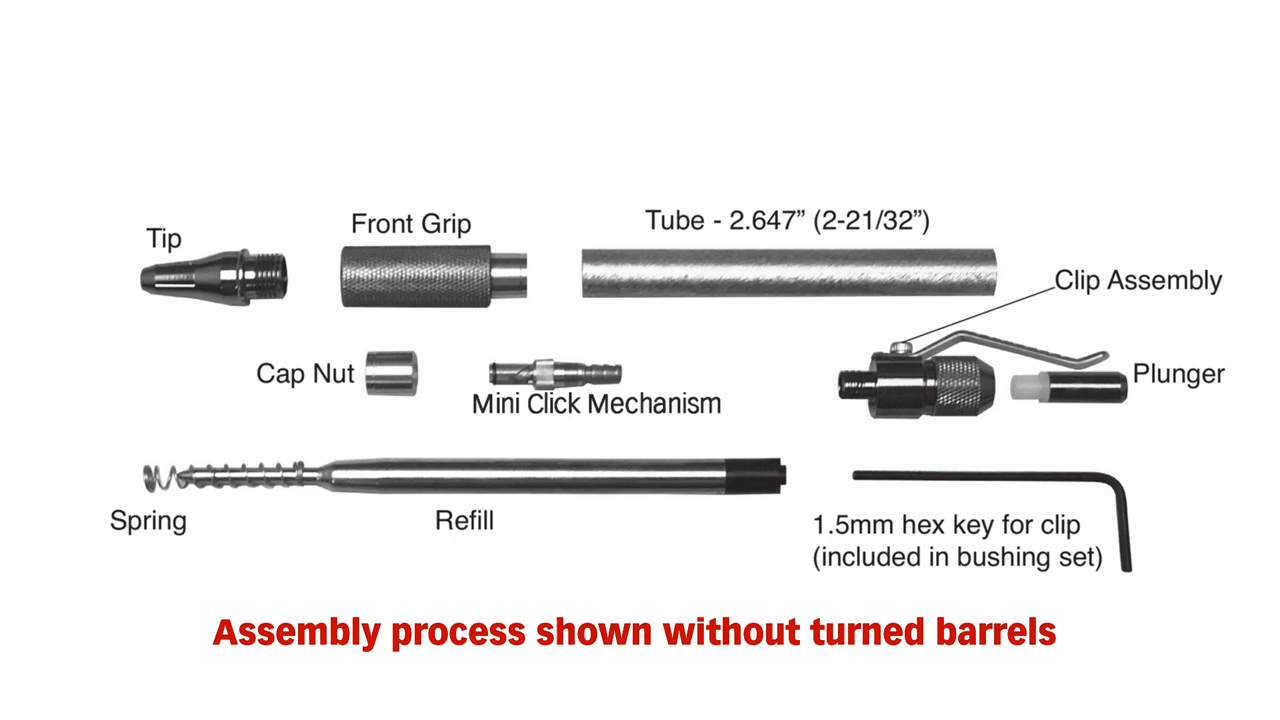 Tip
Front Grip
Tube - 2.647” (2-21/32”)
Clip Assembly
Cap Nut
Mini Click Mechanism
Plunger
Spring
Refill
1.5mm hex key for clip
(included in bushing set)
Assembly process shown without turned barrels